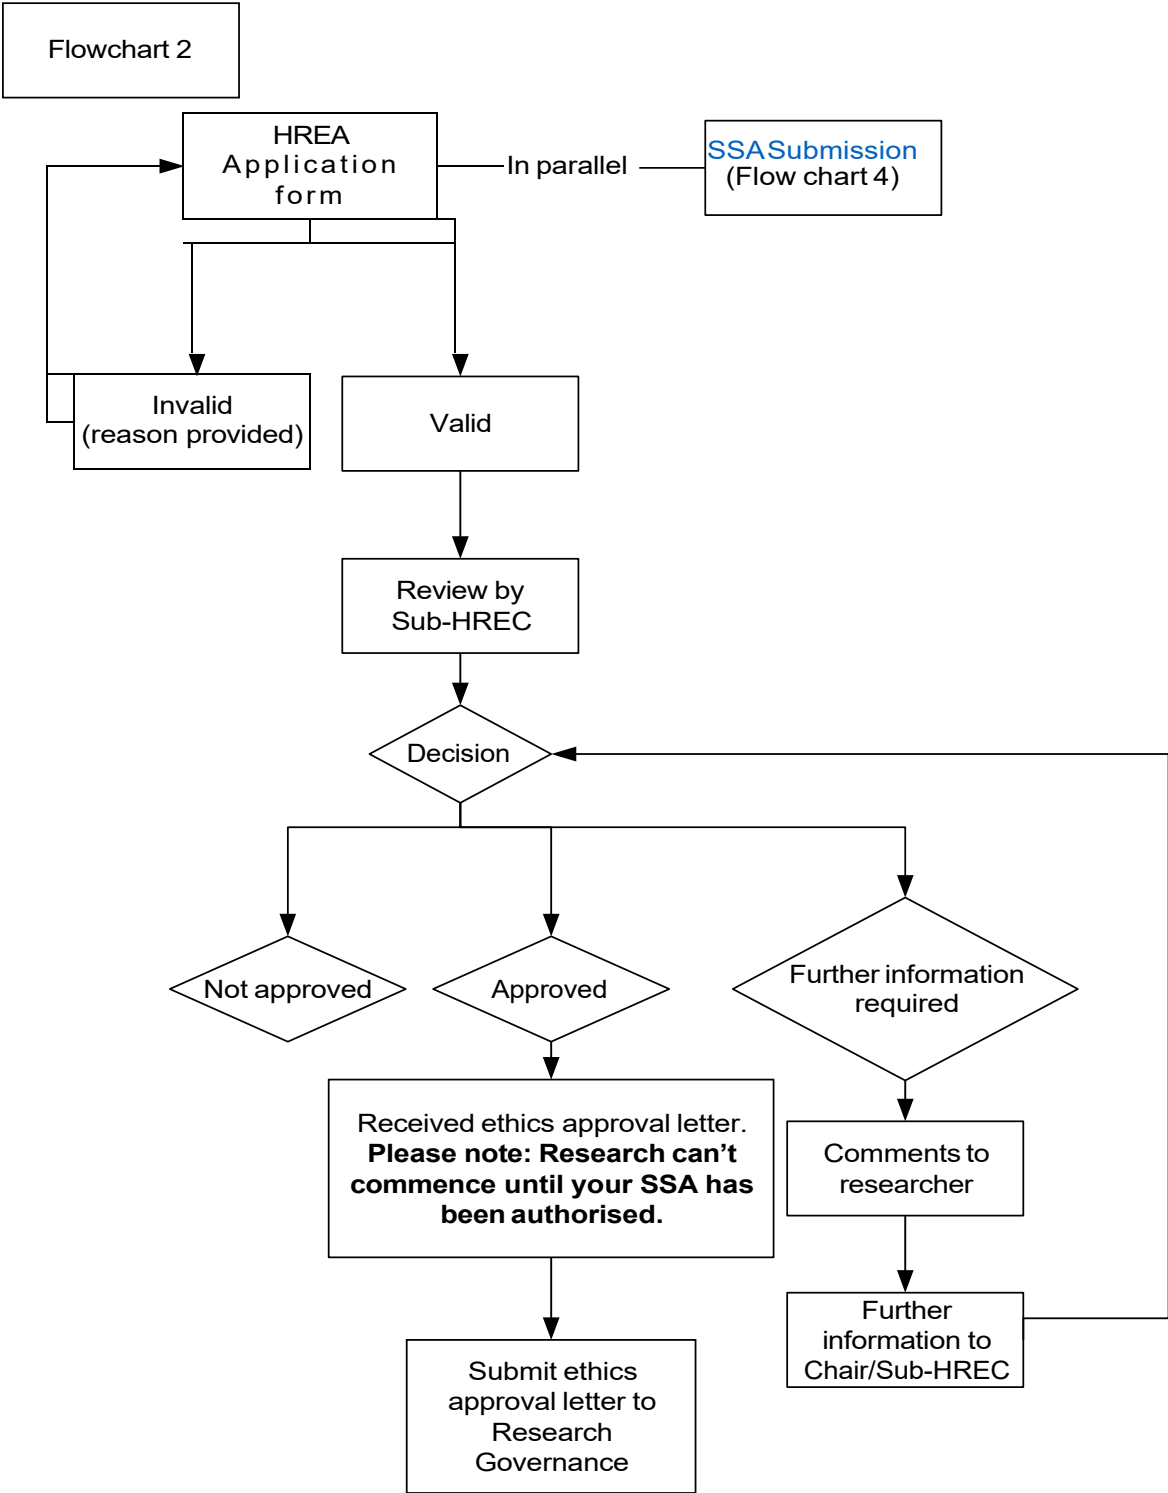 Flowchart 2
HREA
Application
form
In parallel
SSA Submission
(Flow chart 4)
Invalid
(reason provided)
Valid
Review by
Sub-HREC
Decision
Not approved
Approved
Further information
required
Received ethics approval letter.
Please note: Research can’t
commence until your SSA has
been authorised.
Comments to
researcher
Further
information to
Chair/Sub-HREC
Submit ethics
approval letter to
Research
Governance